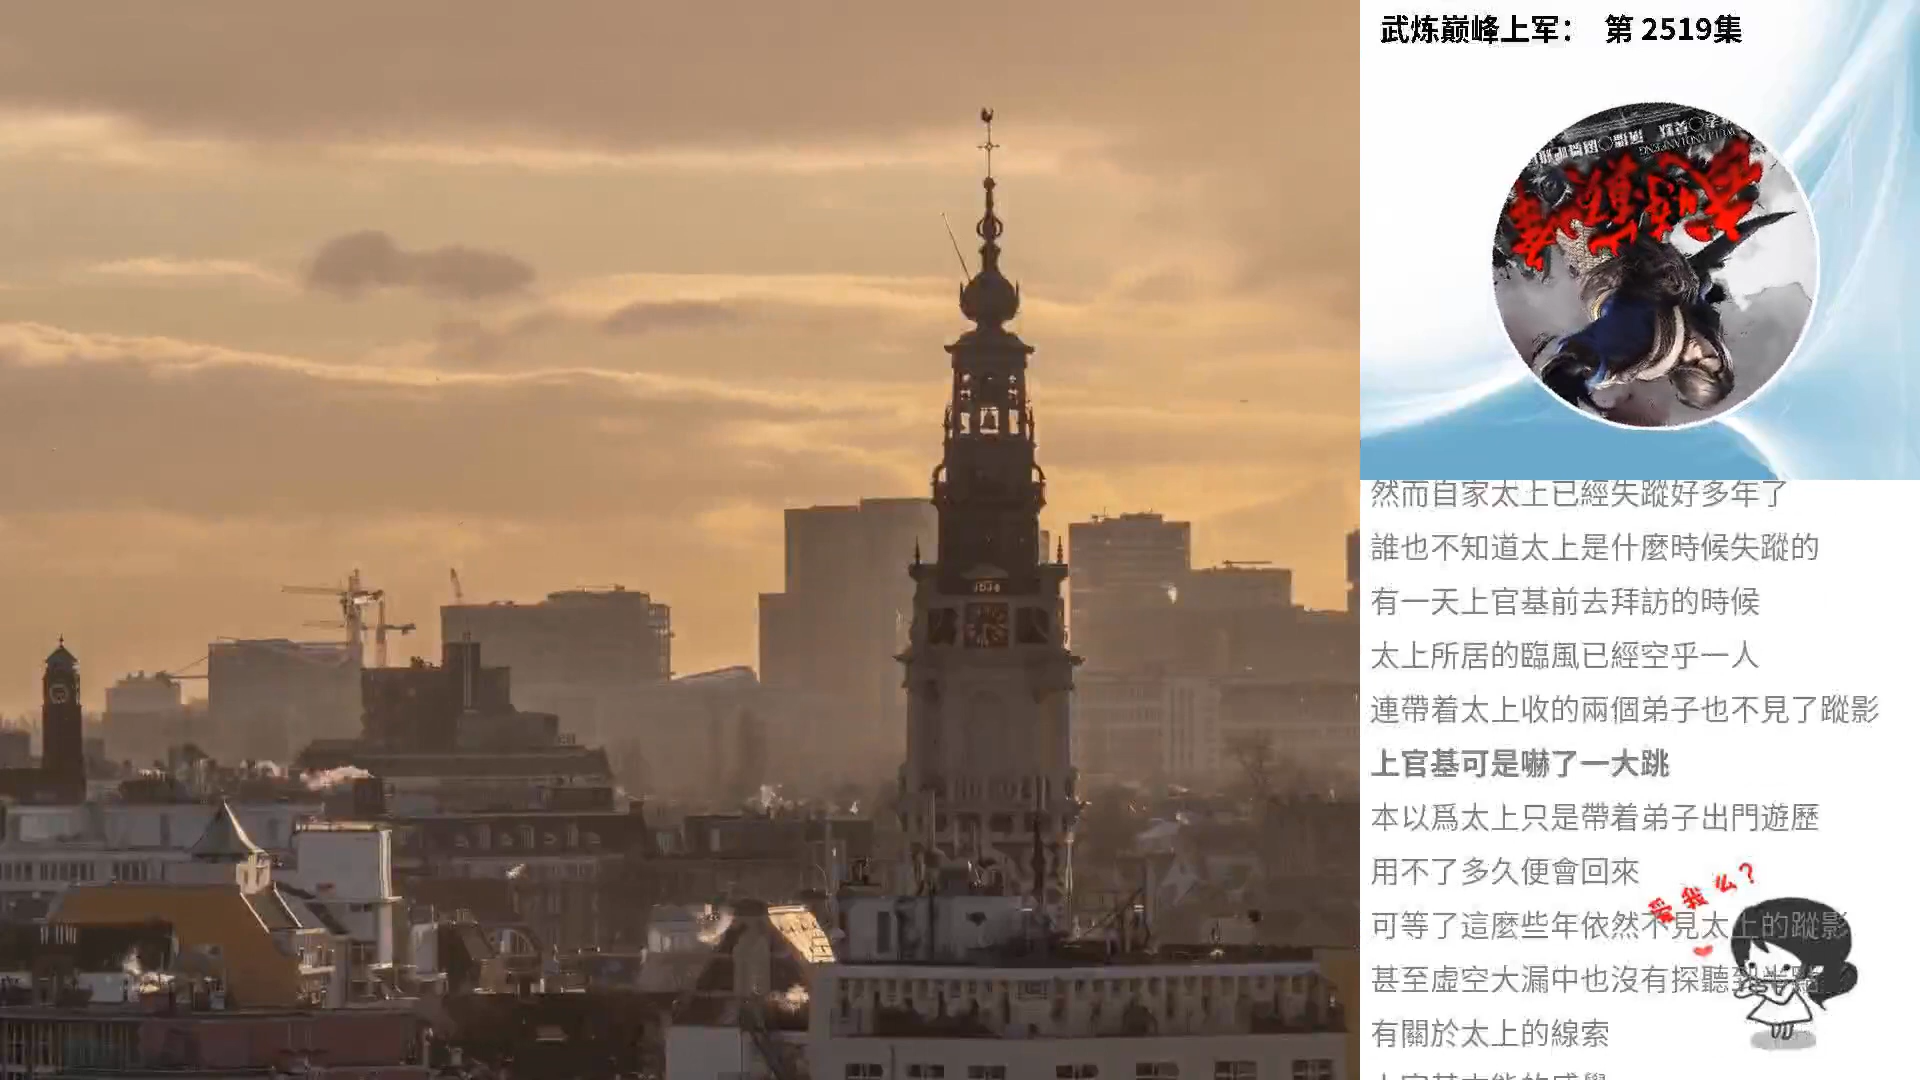 武炼巅峰上军： 第 2519集
然而自家太上已經失蹤好多年了
誰也不知道太上是什麼時候失蹤的
有一天上官基前去拜訪的時候
太上所居的臨風已經空乎一人
連帶着太上收的兩個弟子也不見了蹤影
上官基可是嚇了一大跳
本以爲太上只是帶着弟子出門遊歷
用不了多久便會回來
愛我么?
可等了這麼些年依然不見太上的蹤影
甚至虛空大漏中也沒有探聽到半點
有關於太上的線索